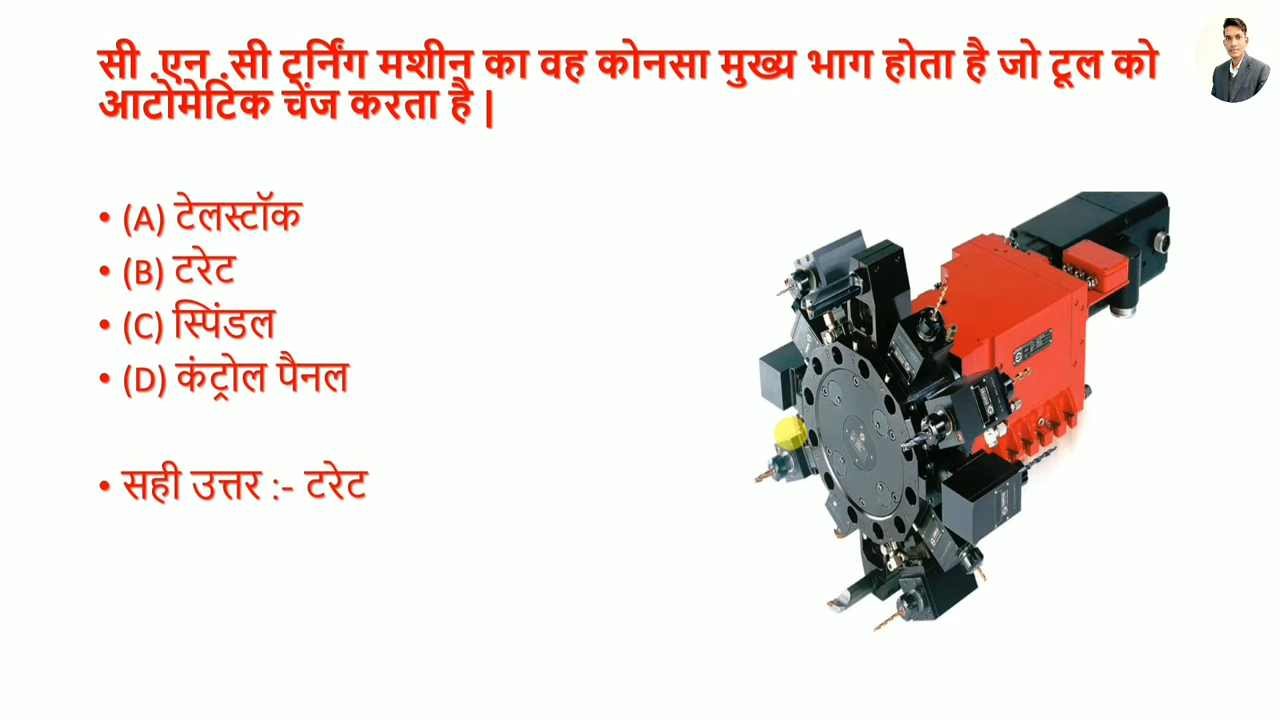 सी .एन .सी टर्निंग मशीन का वह कोनसा मुख्य भाग होता है जो टूल को
आटोमेटिक चेंज करता है |
• (A) टेलस्टॉक
• (B) टरेट
• (C) स्पिंडल
• (D) कंट्रोल पैनल
• सही उत्तर :- टरेट